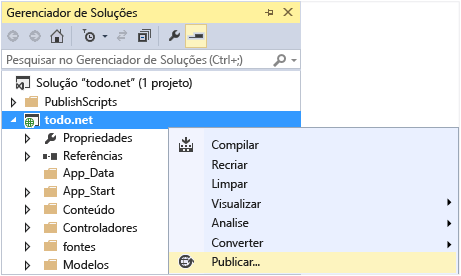 Gerenciador de Soluções
Pesquisar no Gerenciador de Soluções (Ctrl+;)
Solução "todo.net" (1 projeto)
PublishScripts
todo.net
Propriedades
Referências
App_Data
App_Start
Conteúdo
Controladores
fontes
Modelos
Compilar
Recriar
Limpar
Visualizar
Analise
Converter
Publicar...